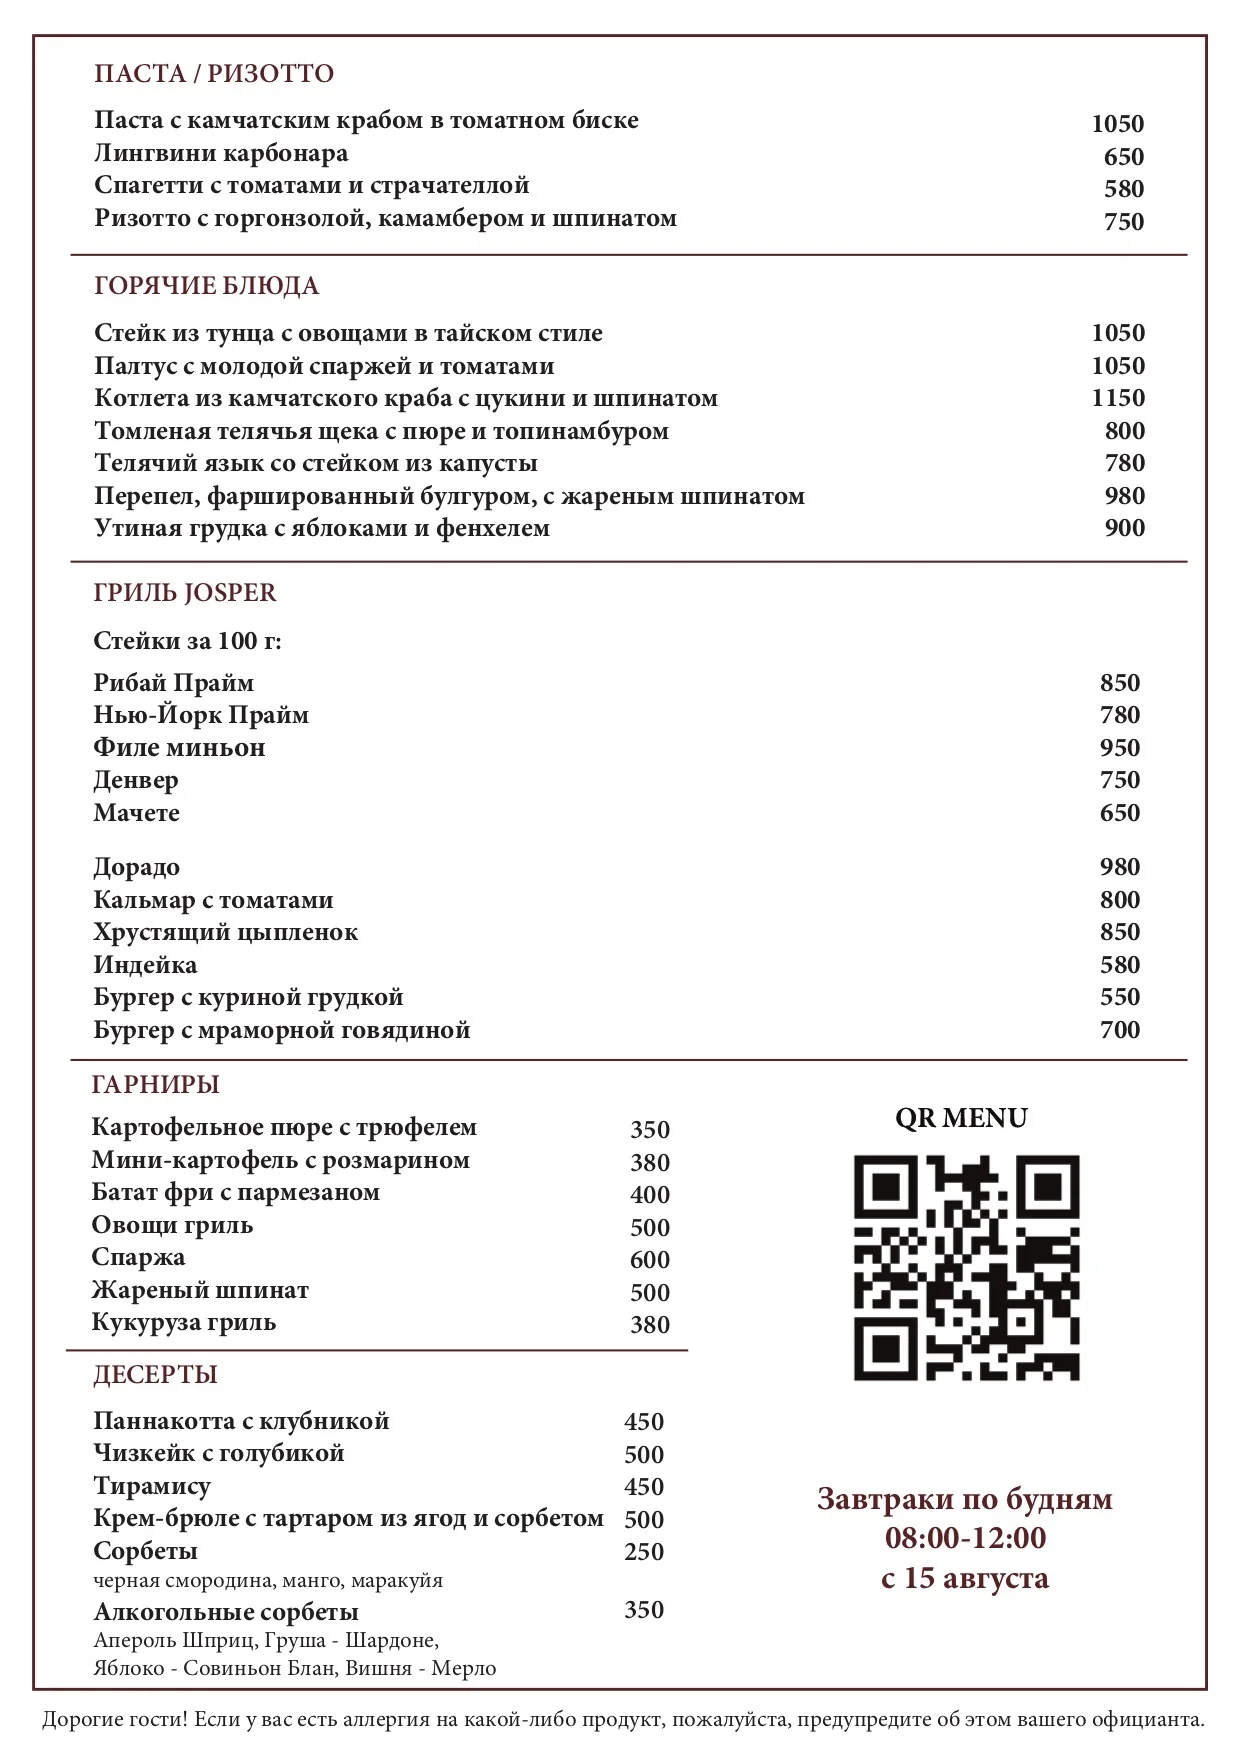 ПАСТА / РИЗОТТО
Паста с камчатским крабом в томатном биске 1050
Лингвини карбонара 650
Спагетти с томатами и страчателлой 580
Ризотто с горгонзолой, камамбером и шпинатом 750
ГОРЯЧИЕ БЛЮДА
Стейк из тунца с овощами в тайском стиле 1050
Палтус с молодой спаржей и томатами 1050
Котлета из камчатского краба с цукини и шпинатом 1150
Томленая телячья щека с пюре и топинамбуром 800
Телячий язык со стейком из капусты 780
Перепел, фаршированный булгуром, с жареным шпинатом 980
Утиная грудка с яблоками и фенхелем 900
ГРИЛЬ JOSPER
Стейки за 100 г:
Рибай Прайм 850
Нью-Йорк Прайм 780
Филе миньон 950
Денвер 750
Мачете 650
Дорадо 980
Кальмар с томатами 800
Хрустящий цыпленок 850
Индейка 580
Бургер с куриной грудкой 550
Бургер с мраморной говядиной 700
ГАРНИРЫ
Картофельное пюре с трюфелем 350
Мини-картофель с розмарином 380
Батат фри с пармезаном 400
Овощи гриль 500
Спаржа 600
Жареный шпинат 500
Кукуруза гриль 380
ДЕСЕРТЫ
Паннакотта с клубникой 450
Чизкейк с голубикой 500
Тирамису 450
Крем-брюле с тартаром из ягод и сорбетом 500
Сорбеты 250
черная смородина, манго, маракуйя
Алкогольные сорбеты 350
Апероль Шприц, Груша - Шардоне,
Яблоко - Совиньон Блан, Вишня - Мерло
QR MENU
Завтраки по будням
08:00-12:00
с 15 августа
Дорогие гости! Если у вас есть аллергия на какой-либо продукт, пожалуйста, предупредите об этом вашего официанта.